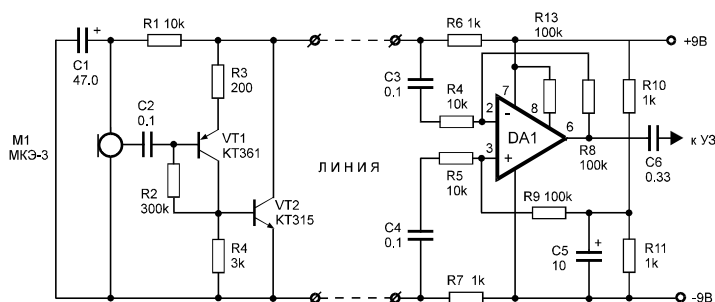 R1 10k
R6 1k
R13
100k
+9В
C1
47.0
R3
200
C3
0.1
R4
10k
7
8
R10
1k
C2
0.1
2
-
6
M1
МКЭ-3
VT1
КТ361
DA1
R8
100k
к УЗ
C6
0.33
ЛИНИЯ
3
+
R5
10k
R2
300k
VT2
КТ315
R9 100k
C4
0.1
C5
10
+
R11
1k
R4
3k
R7 1k
-9В
+